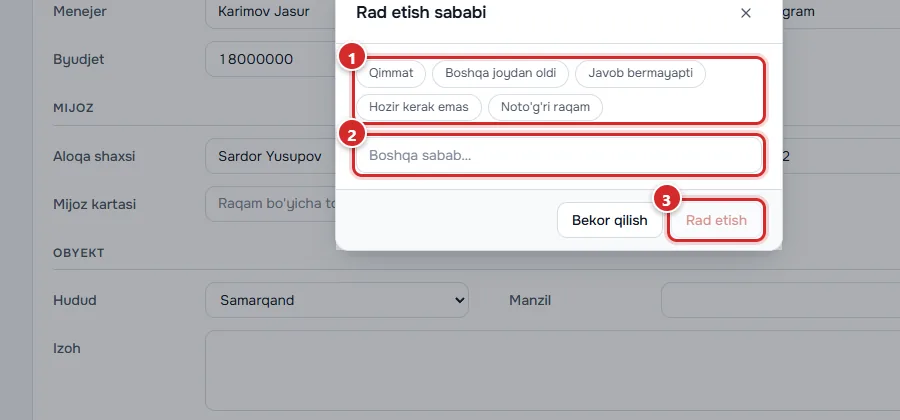 Menejer Karimov Jasur Rad etish sababi × gram
Byudjet 18000000
1
Qimmat Boshqa joydan oldi Javob bermayapti
Hozir kerak emas Noto'g'ri raqam
MIJOZ
2
Aloqa shaxsi Sardor Yusupov Boshqa sabab... 2
Mijoz kartasi Raqam bo'yicha to
3
Bekor qilish Rad etish
OBYEKT
Hudud Samarqand Manzil
Izoh